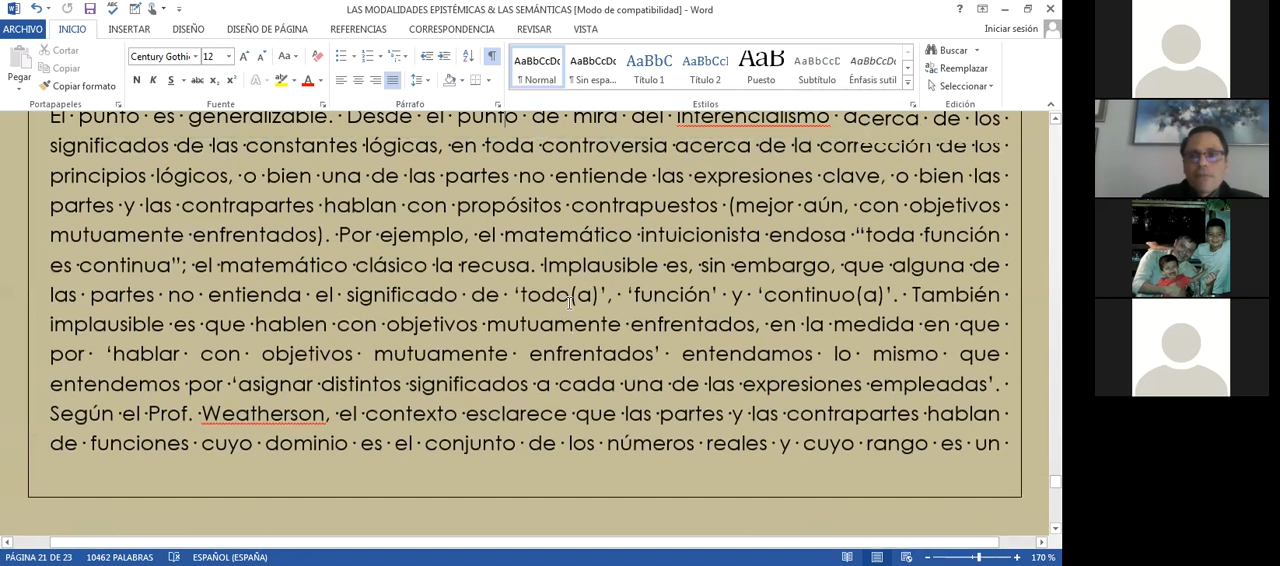 LAS MODALIDADES EPISTÉMICAS & LAS SEMÁNTICAS [Modo de compatibilidad] - Word
ARCHIVO INICIO INSERTAR DISEÑO DE PÁGINA REFERENCIAS CORRESPONDENCIA REVISAR VISTA Iniciar sesión
Pegar
Cortar
Copiar
Copiar formato
Portapapeles
Century Gothi 12
N K S abc x₂ x²
Fuente
Párrafo
AaBbCcDc AaBbCcDc AaBbC AaBbCcl AaB AaBbCcD AaBbCcDc
¶ Normal ¶ Sin espa... Título 1 Título 2 Puesto Subtítulo Énfasis sutil
Estilos
Buscar
Reemplazar
Seleccionar
Edición
El punto es generalizable. Desde el punto de mira del inferencialismo acerca de los
significados de las constantes lógicas, en toda controversia acerca de la corrección de los
principios lógicos, o bien una de las partes no entiende las expresiones clave, o bien las
partes y las contrapartes hablan con propósitos contrapuestos (mejor aún, con objetivos
mutuamente enfrentados). Por ejemplo, el matemático intuicionista endosa “toda función
es continua”; el matemático clásico la recusa. Implausible es, sin embargo, que alguna de
las partes no entienda el significado de ‘todo(a)’, ‘función’ y ‘continuo(a)’. También
implausible es que hablen con objetivos mutuamente enfrentados, en la medida en que
por ‘hablar con objetivos mutuamente enfrentados’ entendamos lo mismo que
entendemos por ‘asignar distintos significados a cada una de las expresiones empleadas’.
Según el Prof. Weatherson, el contexto esclarece que las partes y las contrapartes hablan
de funciones cuyo dominio es el conjunto de los números reales y cuyo rango es un
PÁGINA 21 DE 23 10462 PALABRAS ESPAÑOL (ESPAÑA) 170 %